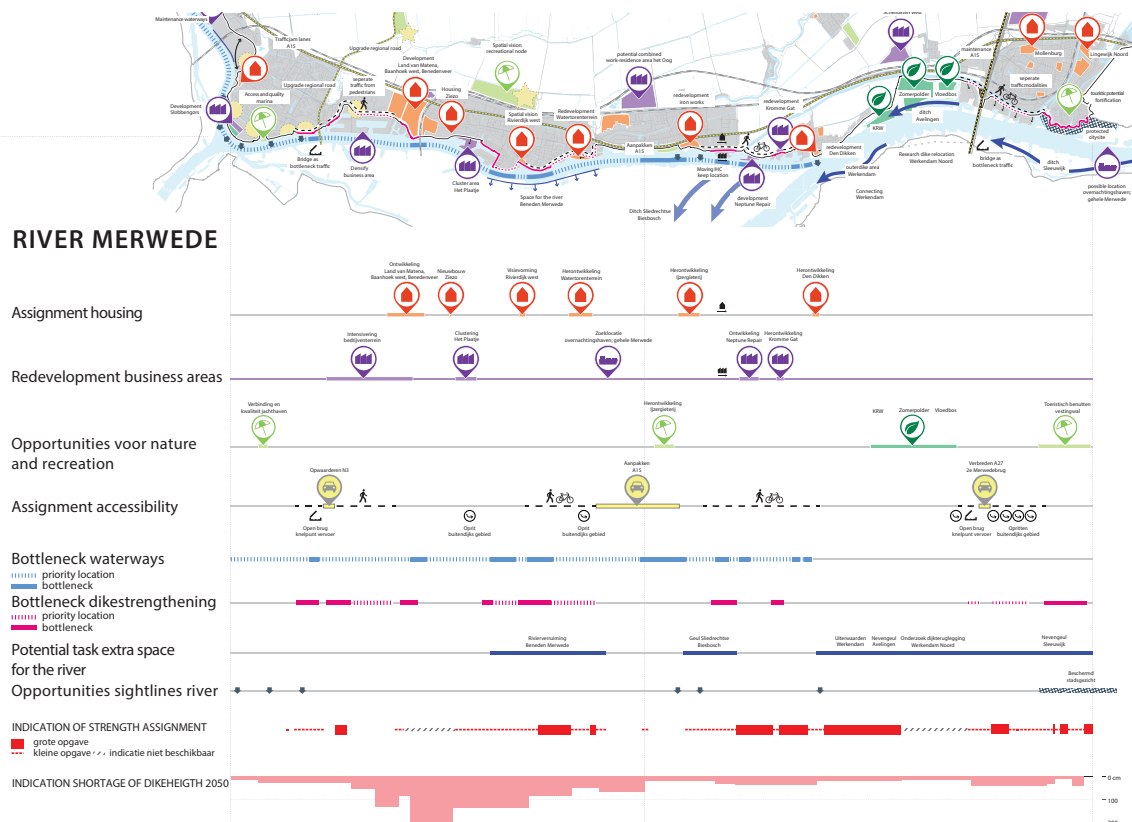 Maintenance waterways
Trafficjam lanes
A15
Upgrade regional road
Spatial vision
recreational node
Development
Land van Matena,
Baanhoek west, Benedenveer
potential combined
work-residence area het Oog
maintenance
A15
Mollenburg
Lingewijk Noord
Upgrade regional road
seperate
traffic from
pedestrians
Housing
Ziezo
Access and quality
marina
Development
Slobbengors
Spatial vision
Rivierdijk west
Redevelopment
Watertorenterrein
redevelopment
iron works
redevelopment
Kromme Gat
Zomerpolder
Vloedbos
seperate
trafficmodalities
touristic potential
fortification
KRW
ditch
Avelingen
protected
citysite
Bridge as
bottleneck traffic
Densify
business area
Cluster area
Het Plaatje
Space for the river
Beneden Merwede
Aanpakken
A15
Moving IHC
keep location
development
Neptune Repair
redevelopment
Den Dikken
outerdike area
Werkendam
Research dike relocation
Werkendam Noord
Connecting
Werkendam
Bridge as
bottleneck traffic
ditch
Sleeuwijk
possible location
overnachtingshaven;
gehele Merwede
Ditch Sliedrechtse
Biesbosch
RIVER MERWEDE
Assignment housing
Ontwikkeling
Land van Matena,
Baanhoek west, Benedenveer
Nieuwbouw
Ziezo
Visievorming
Rivierdijk west
Herontwikkeling
Watertorenterrein
Herontwikkeling
Ijzergieterij
Herontwikkeling
Den Dikken
Redevelopment business areas
Intensivering
bedrijventerrein
Clustering
Het Plaatje
Zoeklocatie
overnachtingshaven; gehele Merwede
Ontwikkeling
Neptune Repair
Herontwikkeling
Kromme Gat
Opportunities voor nature
and recreation
Verbinding en
kwaliteit jachthaven
Herontwikkeling
Ijzergieterij
KRW
Zomerpolder
Vloedbos
Toeristisch benutten
vestingwal
Assignment accessibility
Opwaarderen N3
Aanpakken
A15
Verbreden A27
2e Merwedebrug
Open brug
knelpunt vervoer
Oprit
buitendijks gebied
Oprit
buitendijks gebied
Open brug
knelpunt vervoer
Opritten
buitendijks gebied
Bottleneck waterways
priority location
bottleneck
Bottleneck dikestrengthening
priority location
bottleneck
Potential task extra space
for the river
Rivierverruiming
Beneden Merwede
Geul Sliedrechtse
Biesbosch
Uiterwaarden
Werkendam
Nevengeul
Avelingen
Onderzoek dijkteruglegging
Werkendam Noord
Nevengeul
Sleeuwijk
Opportunities sightlines river
Beschermd
stadsgezicht
INDICATION OF STRENGTH ASSIGNMENT
grote opgave
kleine opgave
indicatie niet beschikbaar
INDICATION SHORTAGE OF DIKEHEIGTH 2050
0 cm
100